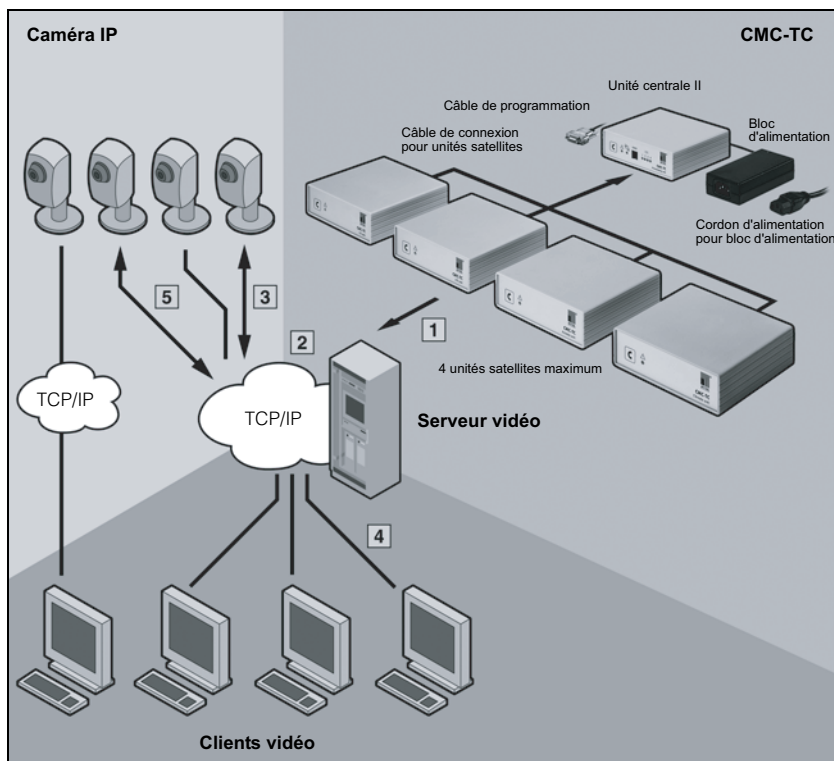 Caméra IP
CMC-TC
Unité centrale II
Câble de programmation
Bloc
d'alimentation
Câble de connexion
pour unités satellites
Cordon d'alimentation
pour bloc d'alimentation
5
3
1
2
4 unités satellites maximum
TCP/IP
TCP/IP
Serveur vidéo
4
Clients vidéo